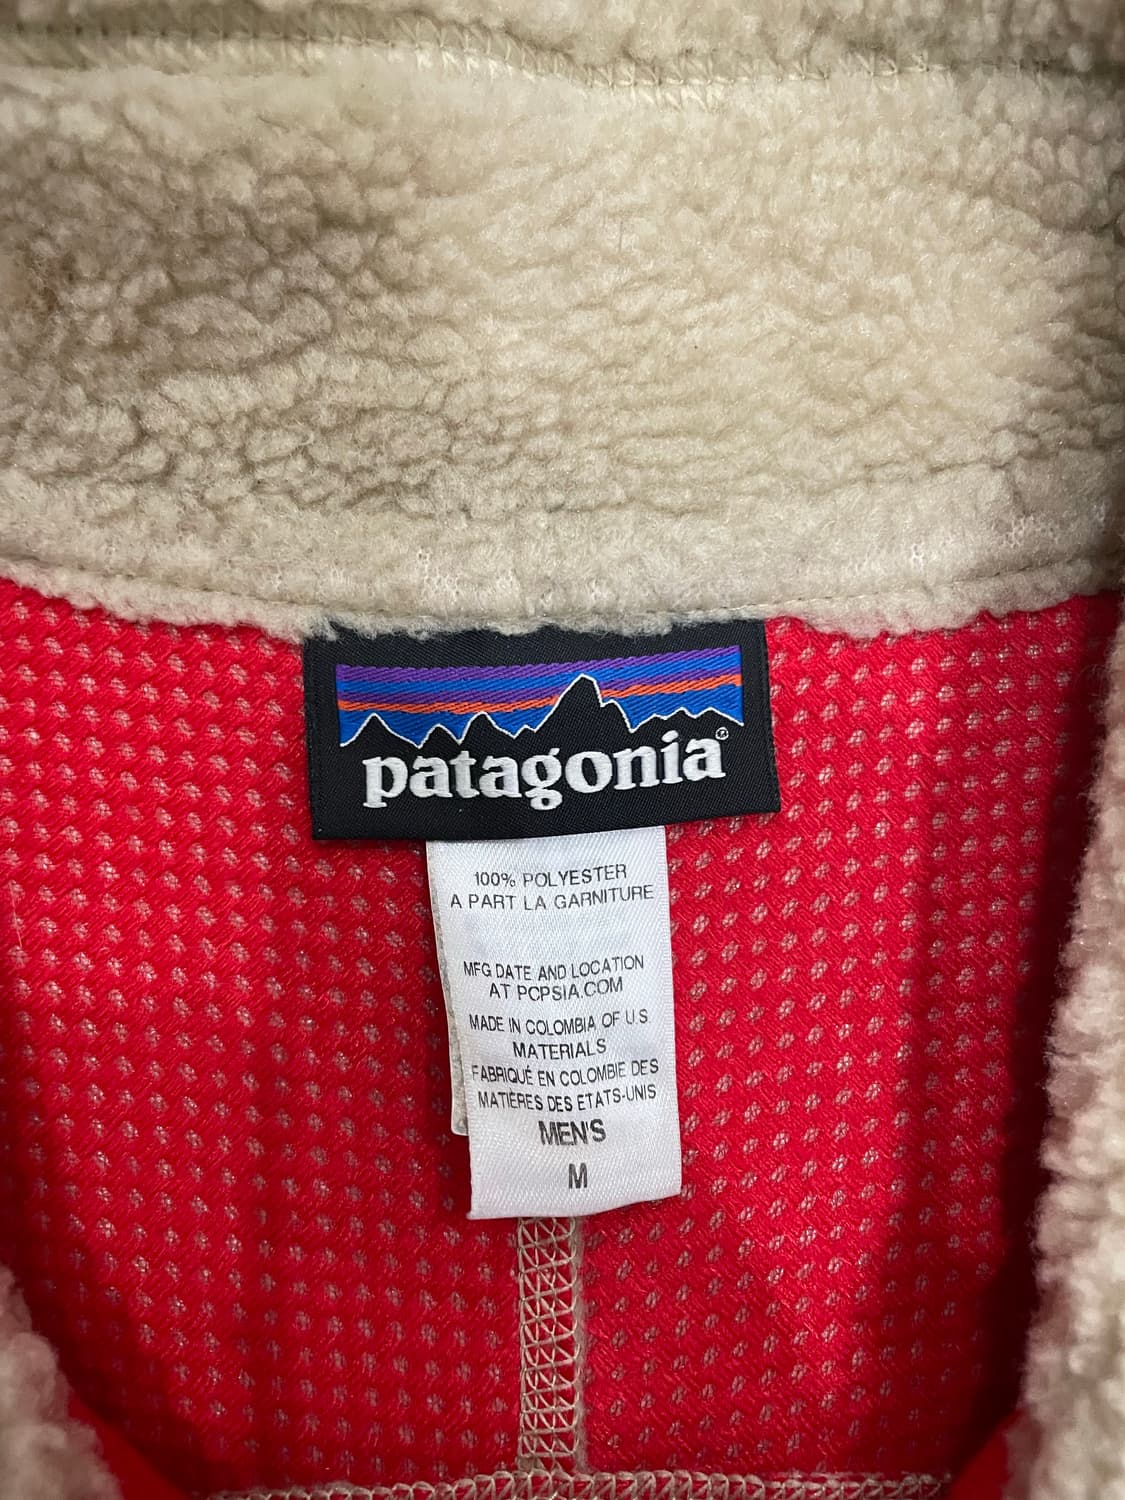 patagonia®
100% POLYESTER
A PART LA GARNITURE
MFG DATE AND LOCATION
AT PCPSIA.COM
MADE IN COLOMBIA OF U.S.
MATERIALS
FABRIQUÉ EN COLOMBIE DES
MATIÈRES DES ETATS-UNIS
MEN'S
M